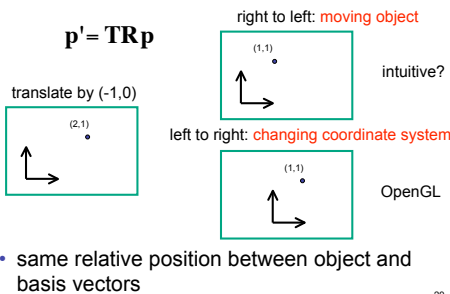 p'= TRp
right to left: moving object
(1,1)
intuitive?
translate by (-1,0)
(2,1)
left to right: changing coordinate system
(1,1)
OpenGL
• same relative position between object and
basis vectors